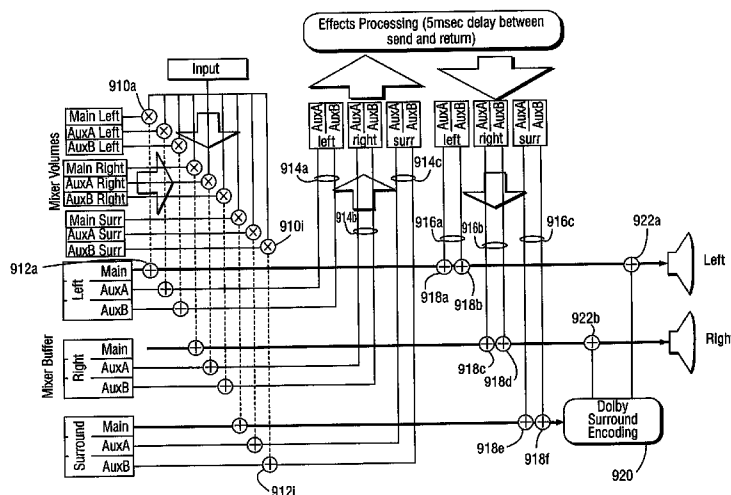 Effects Processing (5msec delay between
send and return)
Input
910a
Mixer Volumes
Main Left
AuxA Left
AuxB Left
Main Right
AuxA Right
AuxB Right
Main Surr
AuxA Surr
AuxB Surr
910i
AuxA
AuxB
left
AuxA
AuxB
right
AuxA
AuxB
surr
AuxA
AuxB
left
AuxA
AuxB
right
AuxA
AuxB
surr
914a
914b
914c
916a
916b
916c
912a
Mixer Buffer
Left
Main
AuxA
AuxB
Right
Main
AuxA
AuxB
Surround
Main
AuxA
AuxB
912i
918a
918b
918c
918d
918e
918f
922a
922b
Left
Righ
Dolby
Surround
Encoding
920